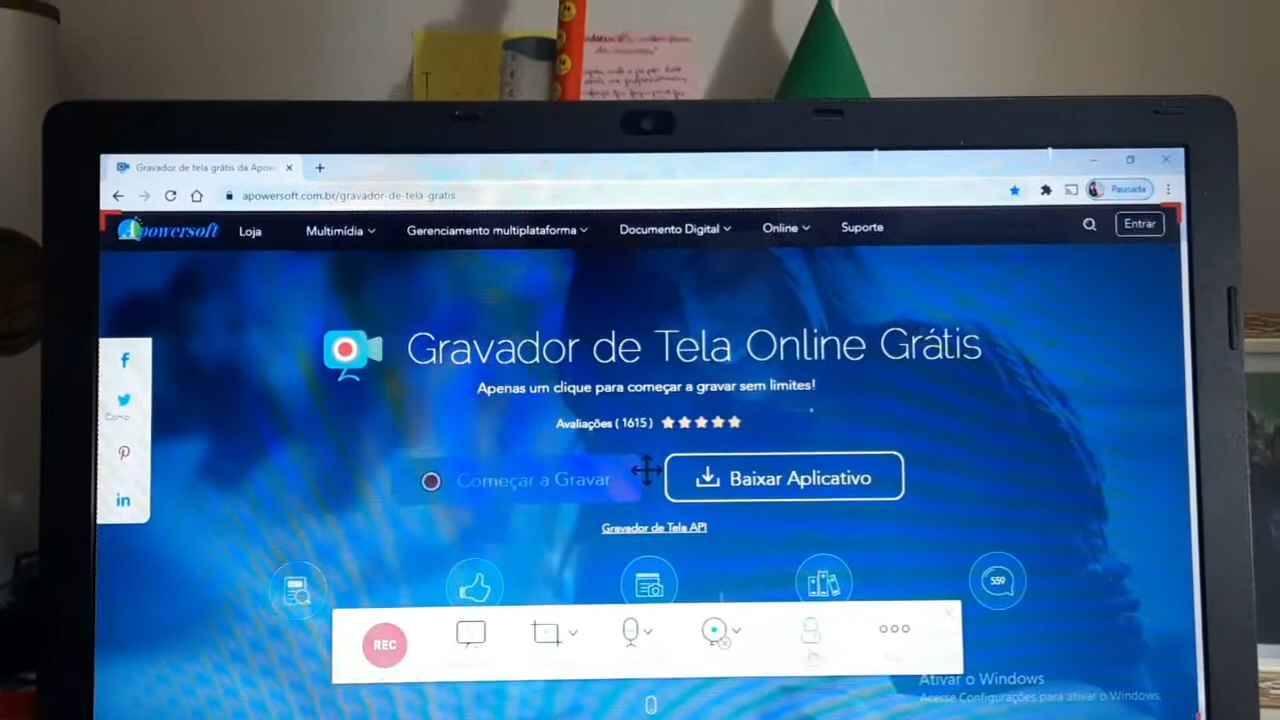 Gravador de tela grátis da Apowe
apowersoft.com.br/gravador-de-tela-gratis
Pausada
Apowersoft
Loja
Multimídia
Gerenciamento multiplataforma
Documento Digital
Online
Suporte
Entrar
Gravador de Tela Online Grátis
Apenas um clique para começar a gravar sem limites!
Avaliações ( 1615 )
Começar a Gravar
Baixar Aplicativo
Gravador de Tela API
559
REC
Ativar o Windows
Acesse Configurações para ativar o Windows.